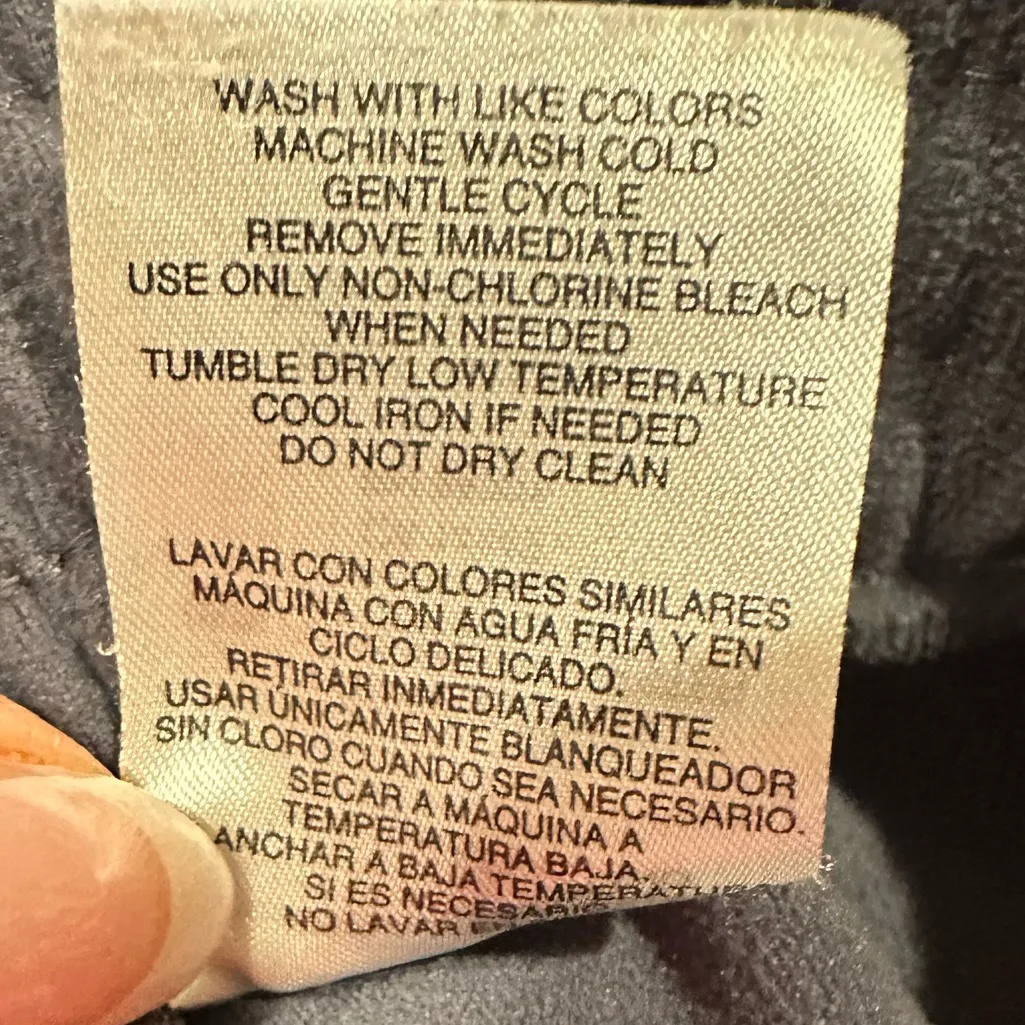 WASH WITH LIKE COLORS
MACHINE WASH COLD
GENTLE CYCLE
REMOVE IMMEDIATELY
USE ONLY NON-CHLORINE BLEACH
WHEN NEEDED
TUMBLE DRY LOW TEMPERATURE
COOL IRON IF NEEDED
DO NOT DRY CLEAN
LAVAR CON COLORES SIMILARES
MÁQUINA CON AGUA FRÍA Y EN
CICLO DELICADO.
RETIRAR INMEDIATAMENTE.
USAR ÚNICAMENTE BLANQUEADOR
SIN CLORO CUANDO SEA NECESARIO.
SECAR A MÁQUINA A
TEMPERATURA BAJA.
ANCHAR A BAJA TEMPERATU
SI ES NECESARIO
NO LAVAR